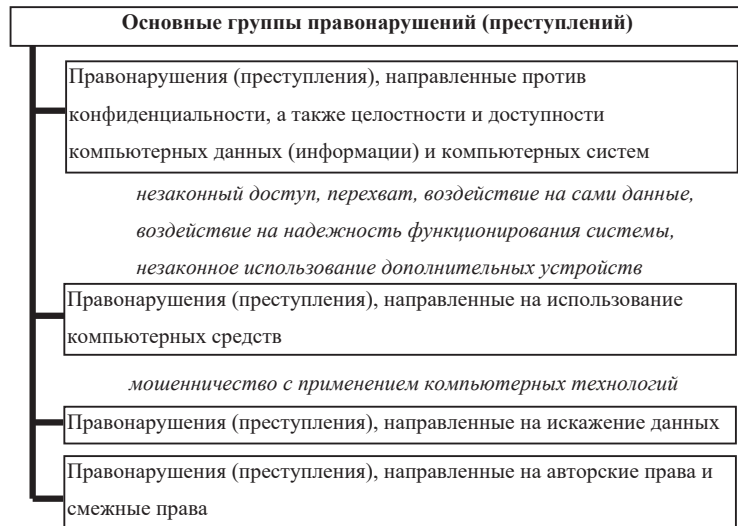 Основные группы правонарушений (преступлений)
Правонарушения (преступления), направленные против
конфиденциальности, а также целостности и доступности
компьютерных данных (информации) и компьютерных систем
незаконный доступ, перехват, воздействие на сами данные,
воздействие на надежность функционирования системы,
незаконное использование дополнительных устройств
Правонарушения (преступления), направленные на использование
компьютерных средств
мошенничество с применением компьютерных технологий
Правонарушения (преступления), направленные на искажение данных
Правонарушения (преступления), направленные на авторские права и
смежные права